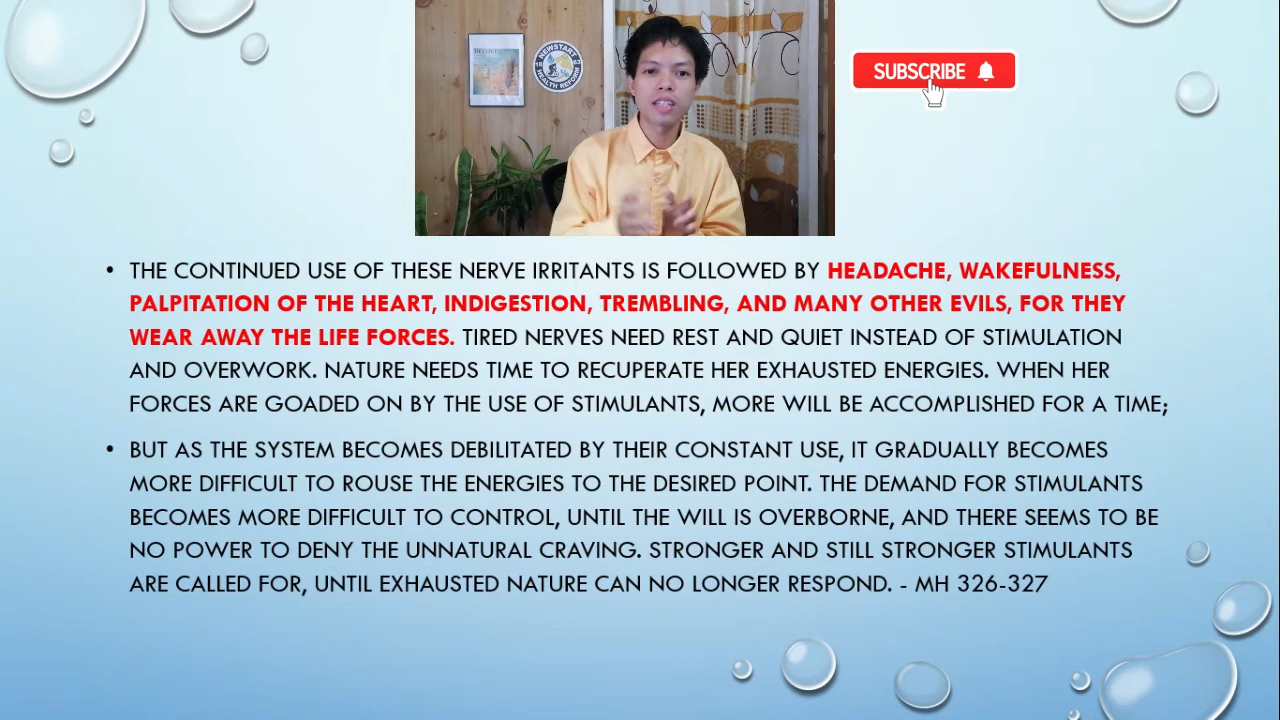 NEWSTART
HEALTH REFORM
SUBSCRIBE
• THE CONTINUED USE OF THESE NERVE IRRITANTS IS FOLLOWED BY HEADACHE, WAKEFULNESS,
PALPITATION OF THE HEART, INDIGESTION, TREMBLING, AND MANY OTHER EVILS, FOR THEY
WEAR AWAY THE LIFE FORCES. TIRED NERVES NEED REST AND QUIET INSTEAD OF STIMULATION
AND OVERWORK. NATURE NEEDS TIME TO RECUPERATE HER EXHAUSTED ENERGIES. WHEN HER
FORCES ARE GOADED ON BY THE USE OF STIMULANTS, MORE WILL BE ACCOMPLISHED FOR A TIME;
• BUT AS THE SYSTEM BECOMES DEBILITATED BY THEIR CONSTANT USE, IT GRADUALLY BECOMES
MORE DIFFICULT TO ROUSE THE ENERGIES TO THE DESIRED POINT. THE DEMAND FOR STIMULANTS
BECOMES MORE DIFFICULT TO CONTROL, UNTIL THE WILL IS OVERBORNE, AND THERE SEEMS TO BE
NO POWER TO DENY THE UNNATURAL CRAVING. STRONGER AND STILL STRONGER STIMULANTS
ARE CALLED FOR, UNTIL EXHAUSTED NATURE CAN NO LONGER RESPOND. - MH 326-327